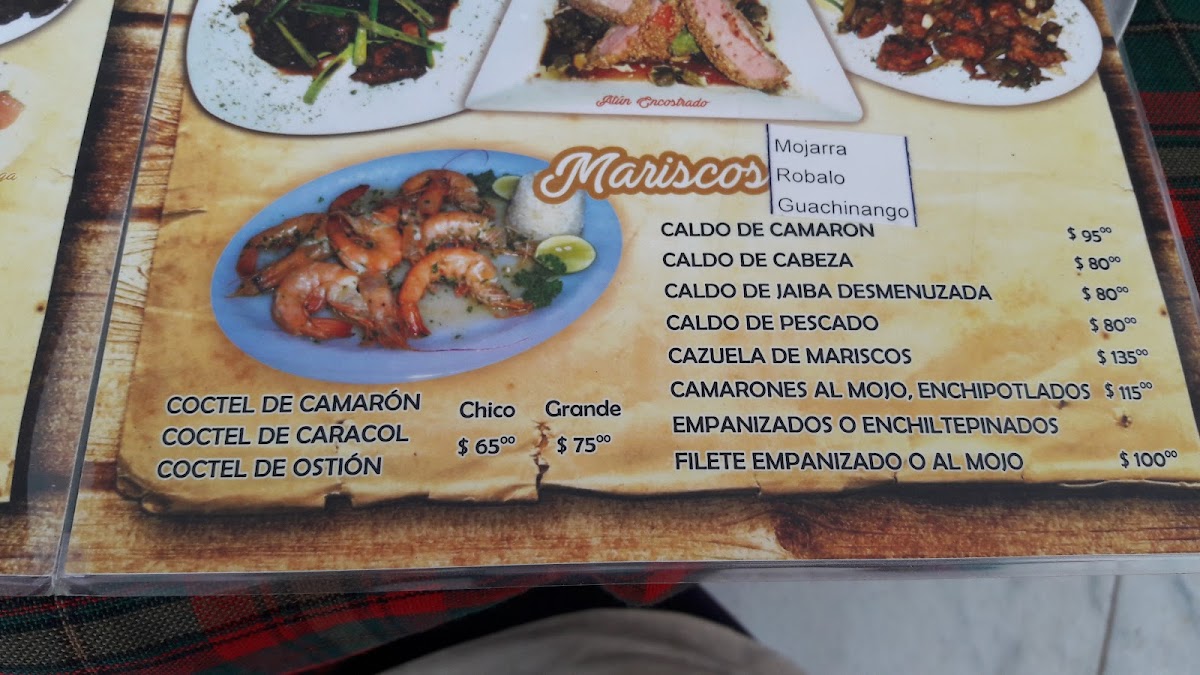 Atún Encostrado
Mariscos
Mojarra
Robalo
Guachinango
CALDO DE CAMARON $ 95⁰⁰
CALDO DE CABEZA $ 80⁰⁰
CALDO DE JAIBA DESMENUZADA $ 80⁰⁰
CALDO DE PESCADO $ 80⁰⁰
CAZUELA DE MARISCOS $ 135⁰⁰
CAMARONES AL MOJO, ENCHIPOTLADOS $ 115⁰⁰
EMPANIZADOS O ENCHILTEPINADOS
FILETE EMPANIZADO O AL MOJO $ 100⁰⁰
Chico Grande
COCTEL DE CAMARÓN
COCTEL DE CARACOL $ 65⁰⁰ $ 75⁰⁰
COCTEL DE OSTIÓN